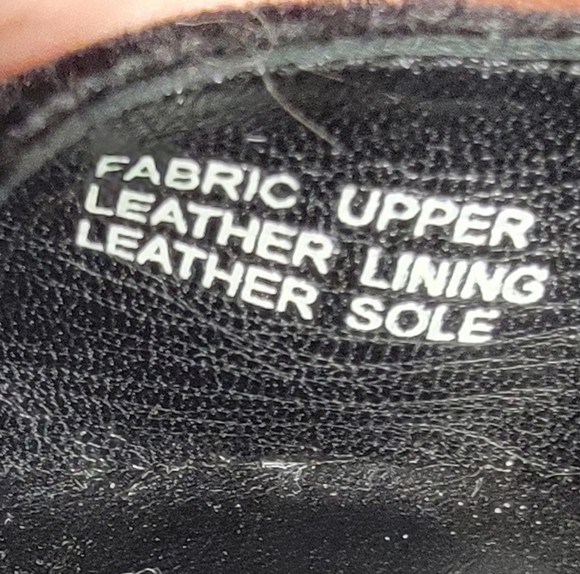 FABRIC UPPER
LEATHER LINING
LEATHER SOLE